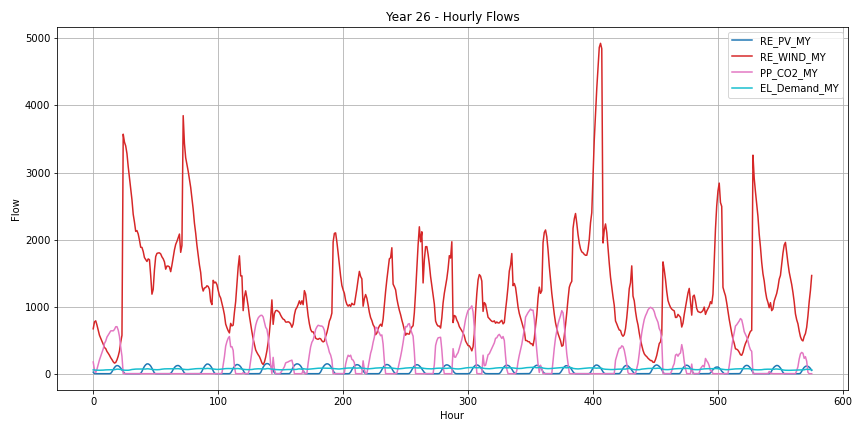 Year 26 - Hourly Flows
RE_PV_MY
RE_WIND_MY
PP_CO2_MY
EL_Demand_MY
5000
4000
3000
2000
1000
0
Flow
0 100 200 300 400 500 600
Hour